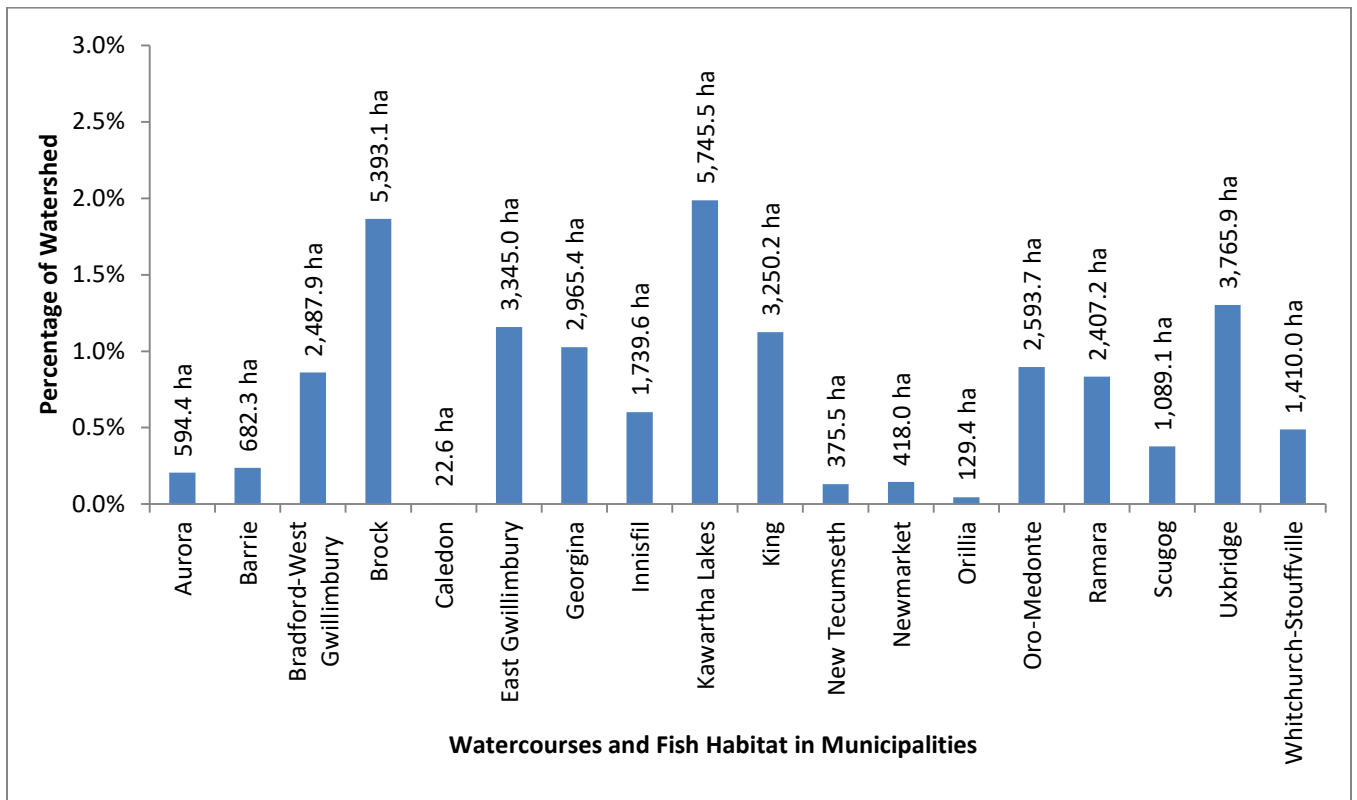 3.0%
2.5%
2.0%
1.5%
1.0%
0.5%
0.0%
Percentage of Watershed
594.4 ha
682.3 ha
2,487.9 ha
5,393.1 ha
22.6 ha
3,345.0 ha
2,965.4 ha
1,739.6 ha
5,745.5 ha
3,250.2 ha
375.5 ha
418.0 ha
129.4 ha
2,593.7 ha
2,407.2 ha
1,089.1 ha
3,765.9 ha
1,410.0 ha
Aurora
Barrie
Bradford-West
Gwillimbury
Brock
Caledon
East Gwillimbury
Georgina
Innisfil
Kawartha Lakes
King
New Tecumseth
Newmarket
Orillia
Oro-Medonte
Ramara
Scugog
Uxbridge
Whitchurch-Stouffville
Watercourses and Fish Habitat in Municipalities